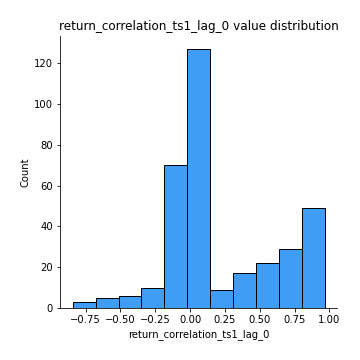 return_correlation_ts1_lag_0 value distribution
120
100
80
60
40
20
0
Count
−0.75 −0.50 −0.25 0.00 0.25 0.50 0.75 1.00
return_correlation_ts1_lag_0